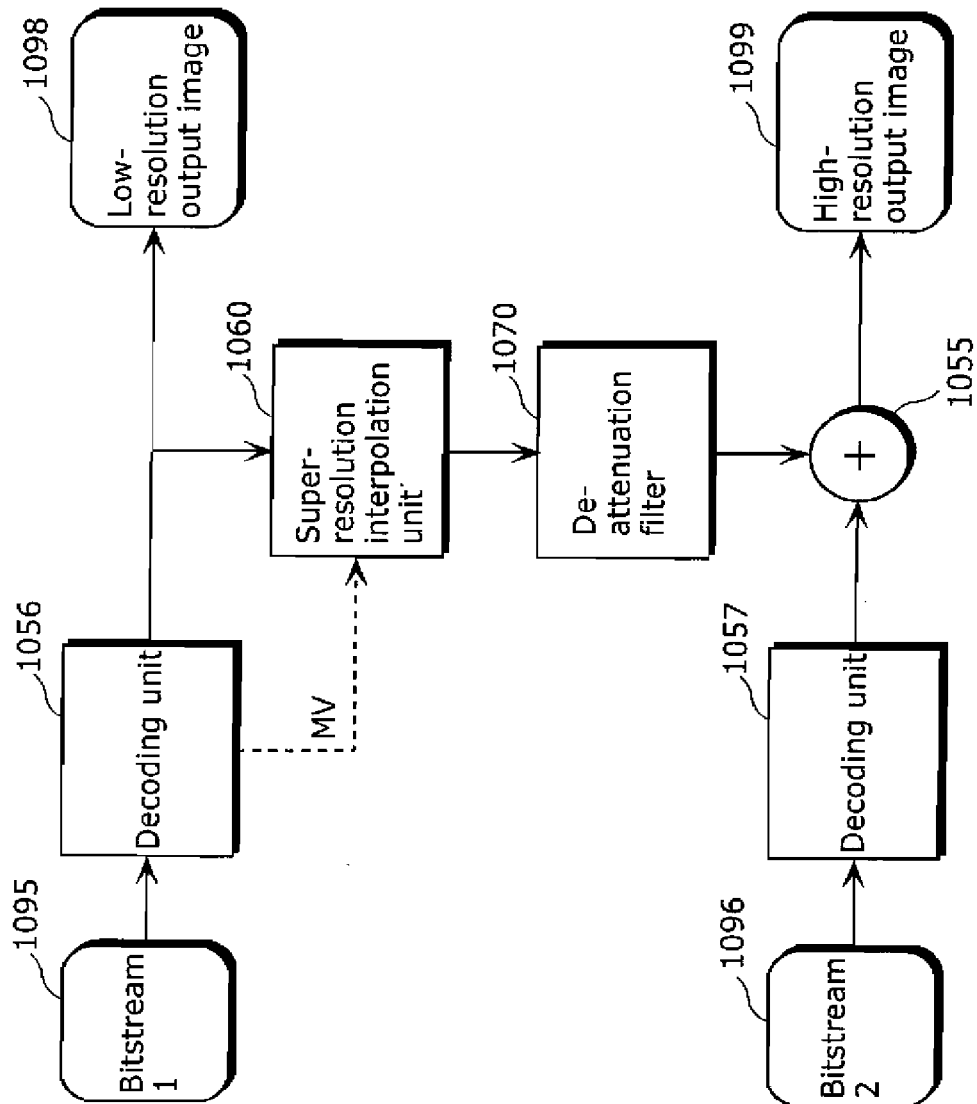 1095
Bitstream
1
1056
Decoding unit
MV
1098
Low-
resolution
output image
1060
Super-
resolution
interpolation
unit
1070
De-
attenuation
filter
1096
Bitstream
2
1057
Decoding unit
+
1055
1099
High-
resolution
output image